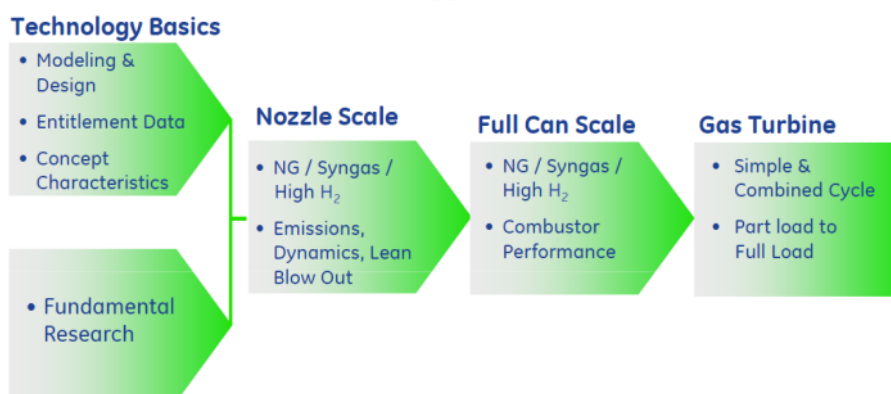 Technology Basics
• Modeling &
Design
• Entitlement Data
• Concept
Characteristics
• Fundamental
Research
Nozzle Scale
• NG / Syngas /
High H₂
• Emissions,
Dynamics, Lean
Blow Out
Full Can Scale
• NG / Syngas /
High H₂
• Combustor
Performance
Gas Turbine
• Simple &
Combined Cycle
• Part load to
Full Load